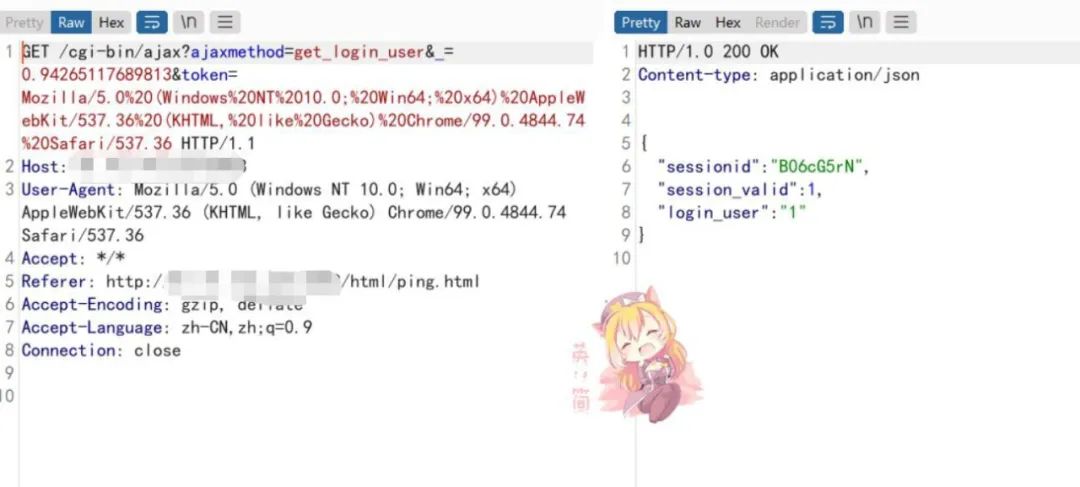 Pretty Raw Hex \n
1 GET /cgi-bin/ajax?ajaxmethod=get_login_user&_=
0.94265117689813&token=
Mozilla/5.0%20(Windows%20NT%2010.0;%20Win64;%20x64)%20AppleW
ebKit/537.36%20(KHTML,%20like%20Gecko)%20Chrome/99.0.4844.74
%20Safari/537.36 HTTP/1.1
2 Host:
3 User-Agent: Mozilla/5.0 (Windows NT 10.0; Win64; x64)
AppleWebKit/537.36 (KHTML, like Gecko) Chrome/99.0.4844.74
Safari/537.36
4 Accept: */*
5 Referer: http:/ /html/ping.html
6 Accept-Encoding: gzip, deflate
7 Accept-Language: zh-CN,zh;q=0.9
8 Connection: close
9
10
Pretty Raw Hex Render \n
1 HTTP/1.0 200 OK
2 Content-type: application/json
3
4
5 {
6 "sessionid":"B06cG5rN",
7 "session_valid":1,
8 "login_user":"1"
9 }
10
英
简